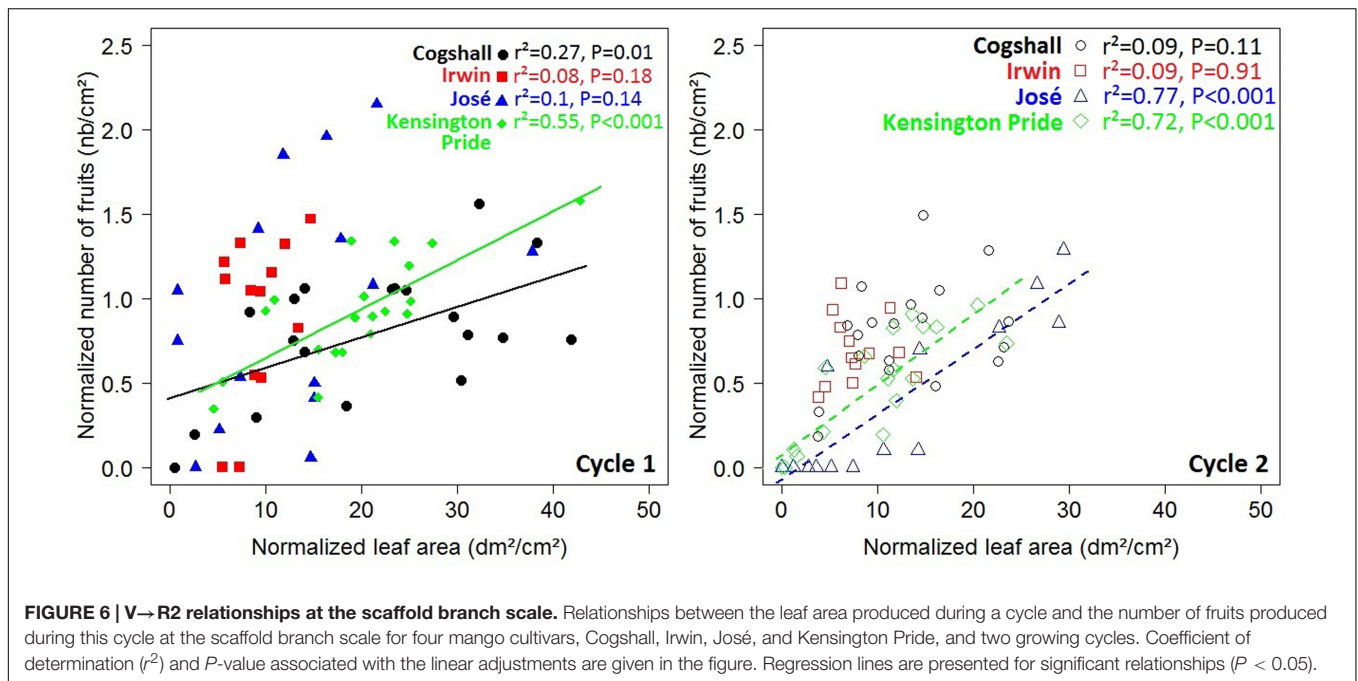 Normalized number of fruits (nb/cm²)
2.5
2.0
1.5
1.0
0.5
0.0
Cogshall r²=0.27, P=0.01
Irwin r²=0.08, P=0.18
José r²=0.1, P=0.14
Kensington r²=0.55, P<0.001
Pride
Cycle 1
0 10 20 30 40 50
Normalized leaf area (dm²/cm²)
Normalized number of fruits (nb/cm²)
2.5
2.0
1.5
1.0
0.5
0.0
Cogshall r²=0.09, P=0.11
Irwin r²=0.09, P=0.91
José r²=0.77, P<0.001
Kensington Pride r²=0.72, P<0.001
Cycle 2
0 10 20 30 40 50
Normalized leaf area (dm²/cm²)
FIGURE 6 | V→R2 relationships at the scaffold branch scale. Relationships between the leaf area produced during a cycle and the number of fruits produced
during this cycle at the scaffold branch scale for four mango cultivars, Cogshall, Irwin, José, and Kensington Pride, and two growing cycles. Coefficient of
determination (r²) and P-value associated with the linear adjustments are given in the figure. Regression lines are presented for significant relationships (P < 0.05).